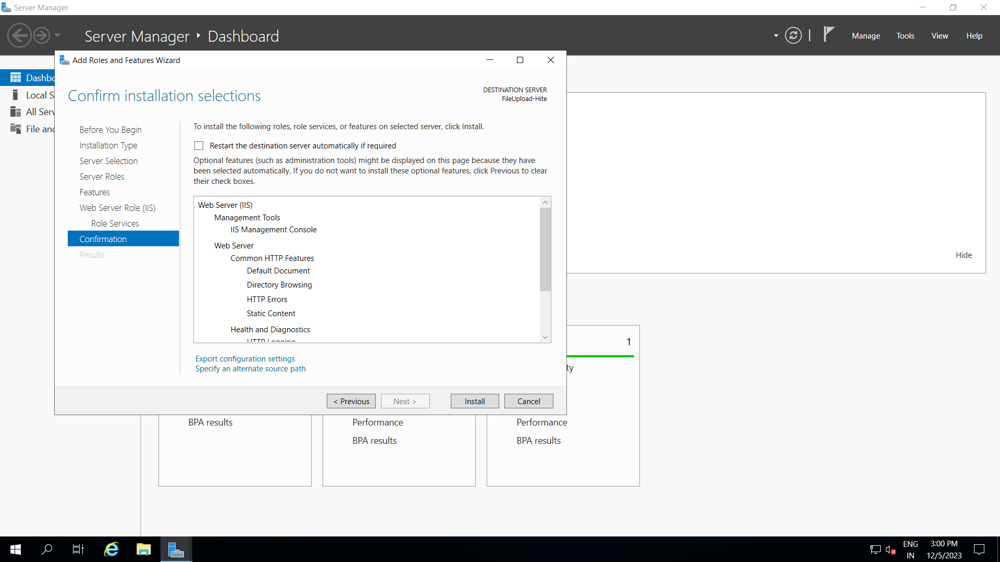 Server Manager
Server Manager
Dashboard
Manage
Tools
View
Help
Add Roles and Features Wizard
Dashbo
Local S
All Serv
File anc
Confirm installation selections
DESTINATION SERVER
FileUpload-Hite
Before You Begin
Installation Type
Server Selection
Server Roles
Features
Web Server Role (IIS)
Role Services
Confirmation
Results
To install the following roles, role services, or features on selected server, click Install.
Restart the destination server automatically if required
Optional features (such as administration tools) might be displayed on this page because they have
been selected automatically. If you do not want to install these optional features, click Previous to clear
their check boxes.
Web Server (IIS)
Management Tools
IIS Management Console
Web Server
Common HTTP Features
Default Document
Directory Browsing
HTTP Errors
Static Content
Health and Diagnostics
HTTP Logging
Export configuration settings
Specify an alternate source path
< Previous
Next >
Install
Cancel
Hide
1
ty
BPA results
Performance
BPA results
Performance
BPA results
ENG
IN
3:00 PM
12/5/2023